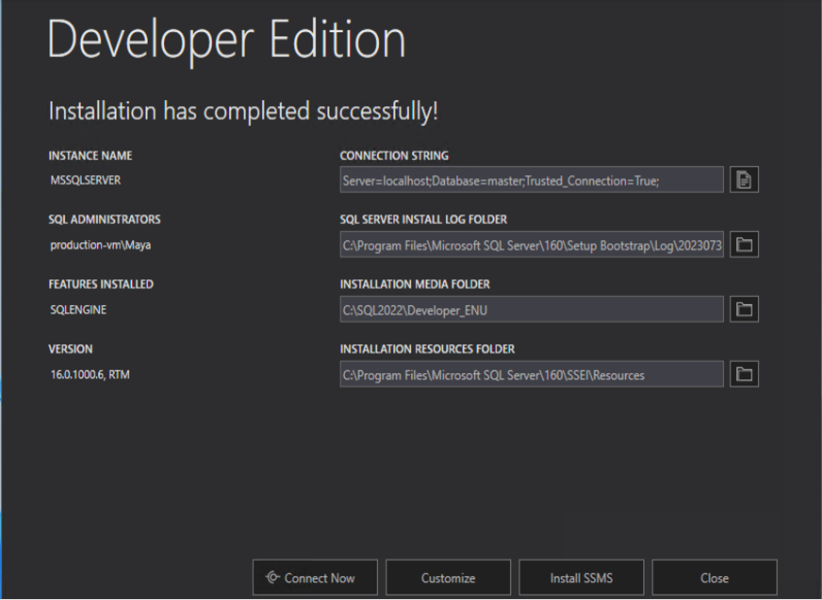 Developer Edition
Installation has completed successfully!
INSTANCE NAME
MSSQLSERVER
CONNECTION STRING
Server=localhost;Database=master;Trusted_Connection=True;
SQL ADMINISTRATORS
production-vm\Maya
SQL SERVER INSTALL LOG FOLDER
C:\Program Files\Microsoft SQL Server\160\Setup Bootstrap\Log\2023073
FEATURES INSTALLED
SQLENGINE
INSTALLATION MEDIA FOLDER
C:\SQL2022\Developer_ENU
VERSION
16.0.1000.6, RTM
INSTALLATION RESOURCES FOLDER
C:\Program Files\Microsoft SQL Server\160\SSEI\Resources
Connect Now
Customize
Install SSMS
Close